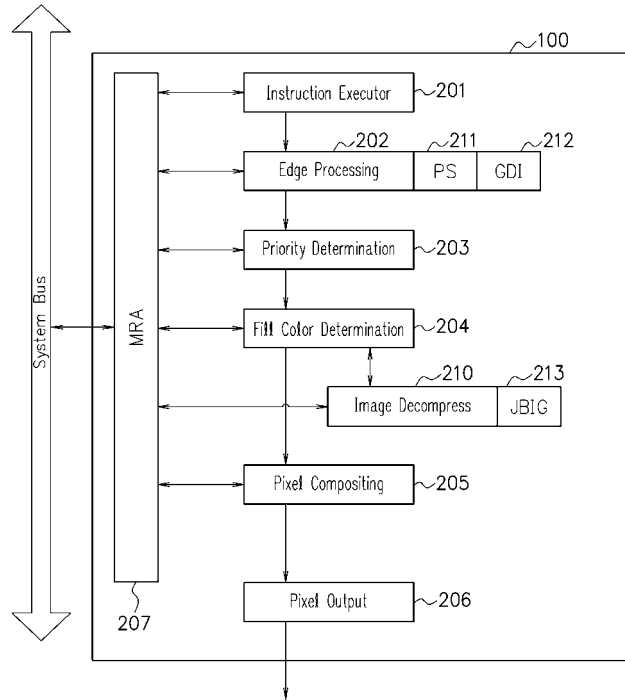 100
Instruction Executor 201
202 211 212
Edge Processing PS GDI
Priority Determination 203
System Bus
MRA
Fill Color Determination 204
210 213
Image Decompress JBIG
Pixel Compositing 205
Pixel Output 206
207